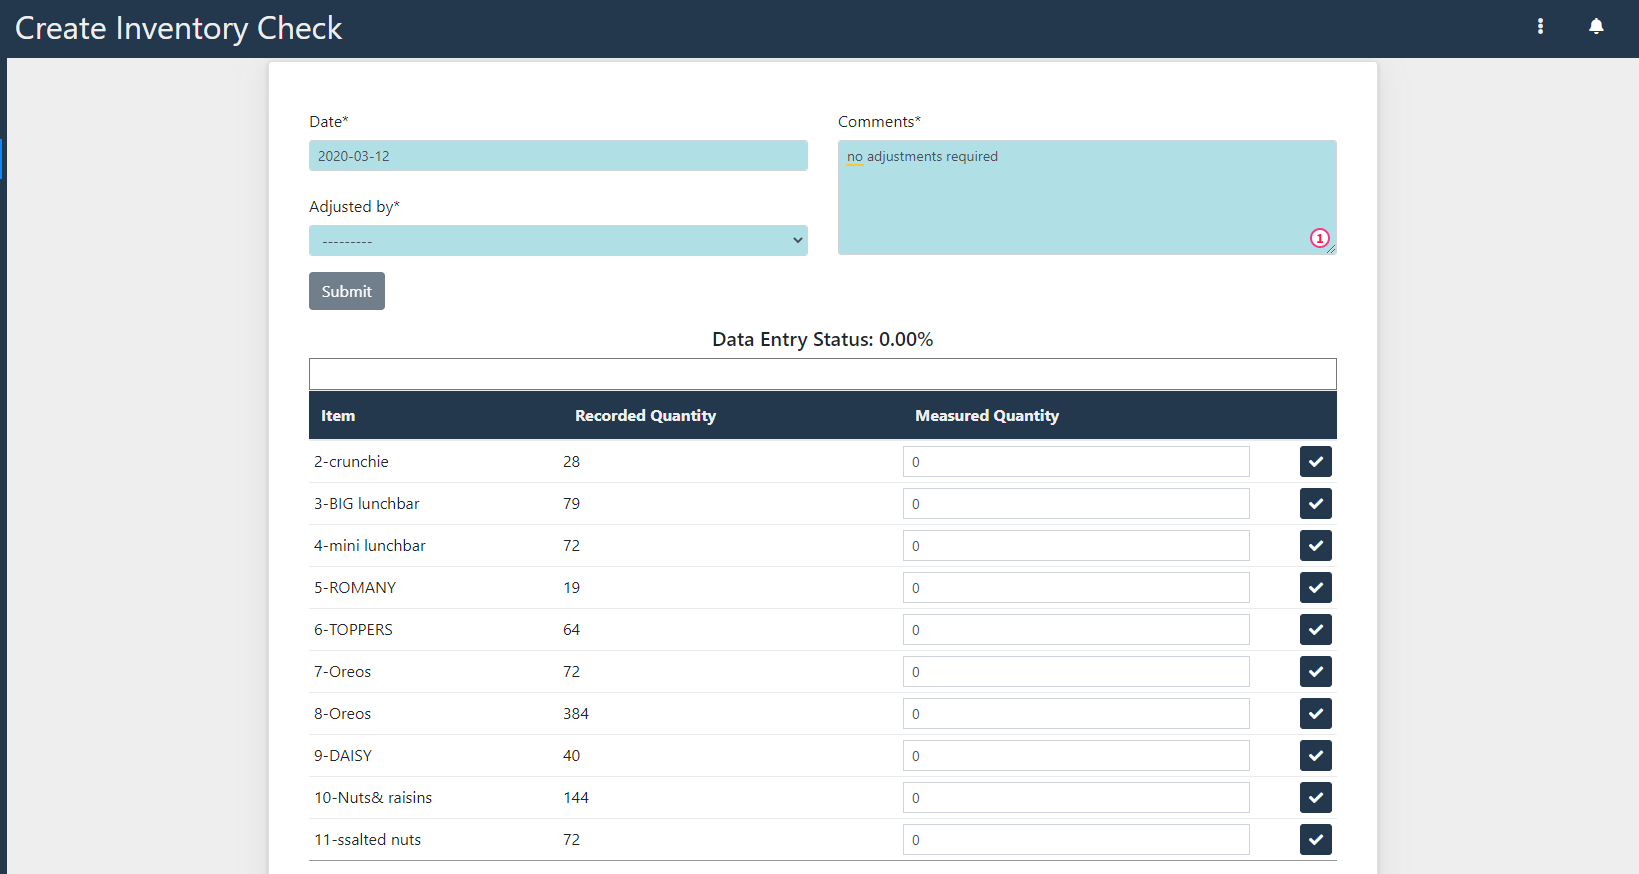 Create Inventory Check
Date*
2020-03-12
Comments*
no adjustments required
1
Adjusted by*
---------
Submit
Data Entry Status: 0.00%
Item Recorded Quantity Measured Quantity
2-crunchie 28 0
3-BIG lunchbar 79 0
4-mini lunchbar 72 0
5-ROMANY 19 0
6-TOPPERS 64 0
7-Oreos 72 0
8-Oreos 384 0
9-DAISY 40 0
10-Nuts& raisins 144 0
11-ssalted nuts 72 0